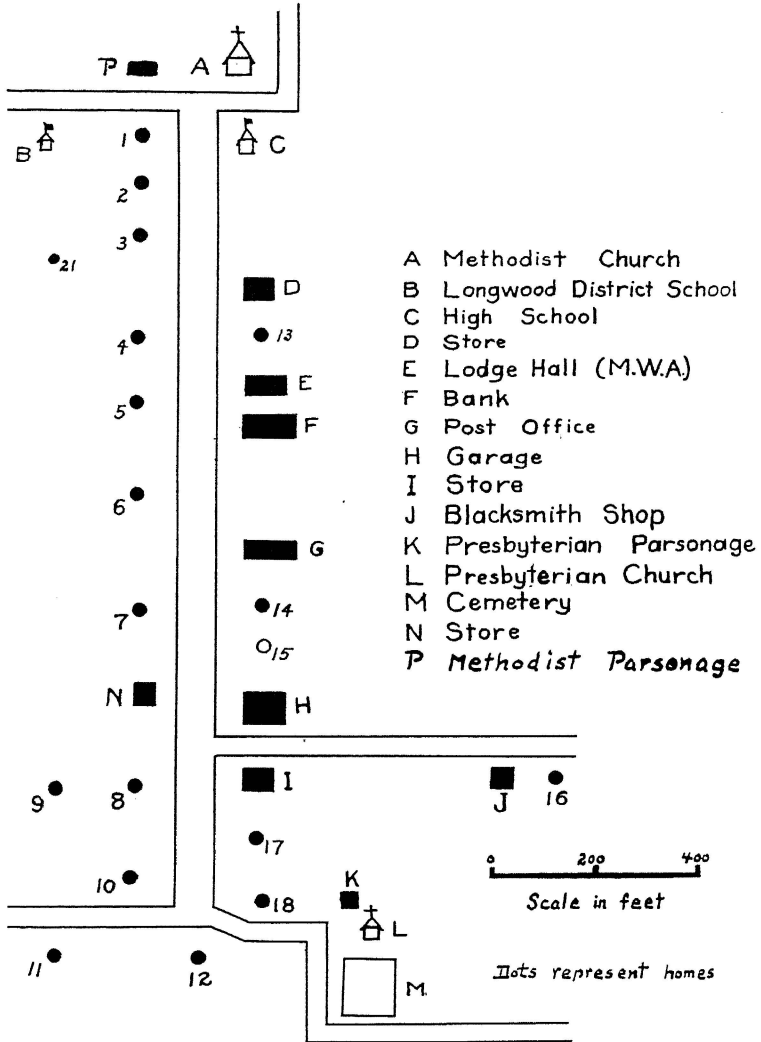 P
A
B
1
C
2
3
21
D
4
13
E
5
F
6
G
7
14
15
N
H
9
8
I
J
16
17
10
18
K
L
11
12
M
A Methodist Church
B Longwood District School
C High School
D Store
E Lodge Hall (M.W.A.)
F Bank
G Post Office
H Garage
I Store
J Blacksmith Shop
K Presbyterian Parsonage
L Presbyterian Church
M Cemetery
N Store
P Methodist Parsonage
0 200 400
Scale in feet
Dots represent homes